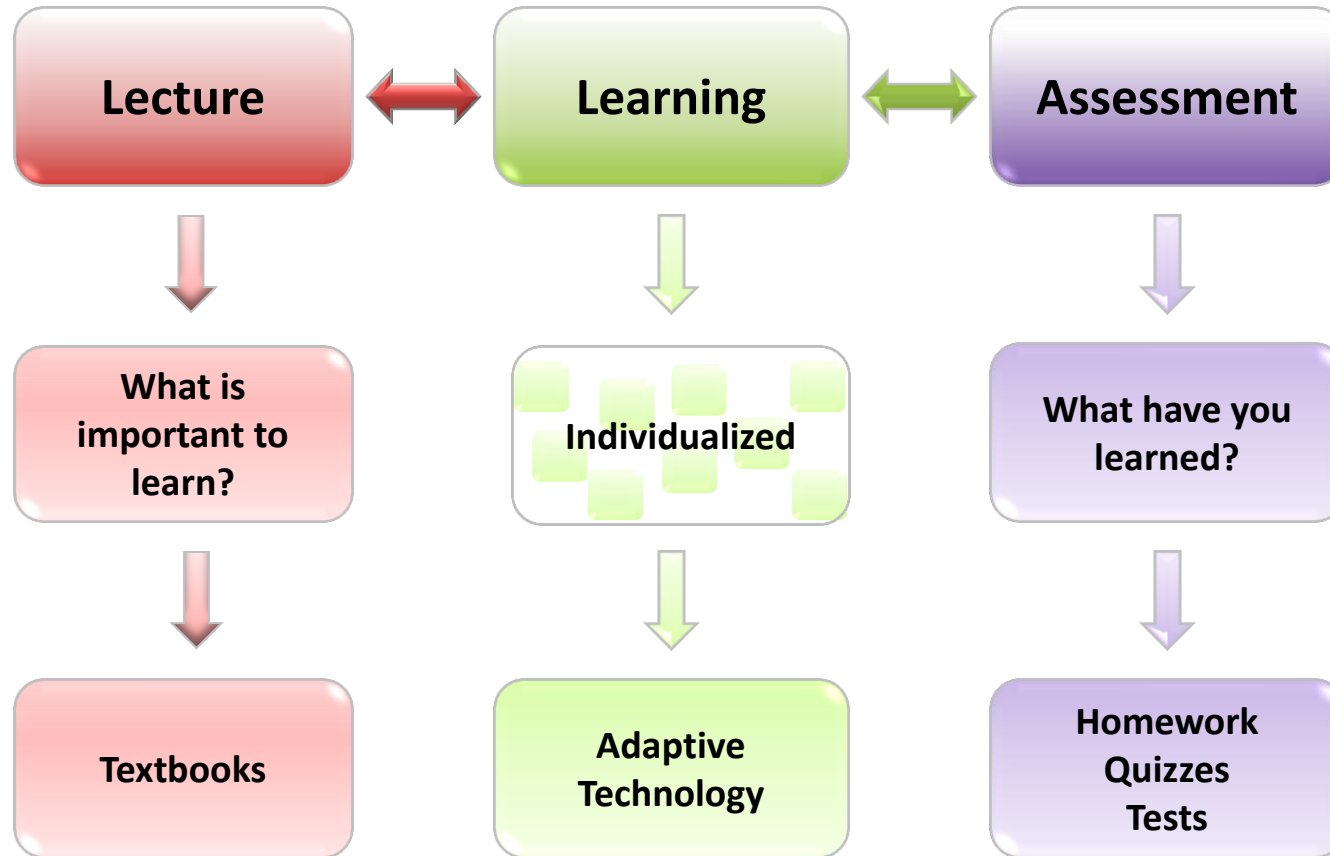 Lecture
Learning
Assessment
What is
important to
learn?
Individualized
What have you
learned?
Textbooks
Adaptive
Technology
Homework
Quizzes
Tests